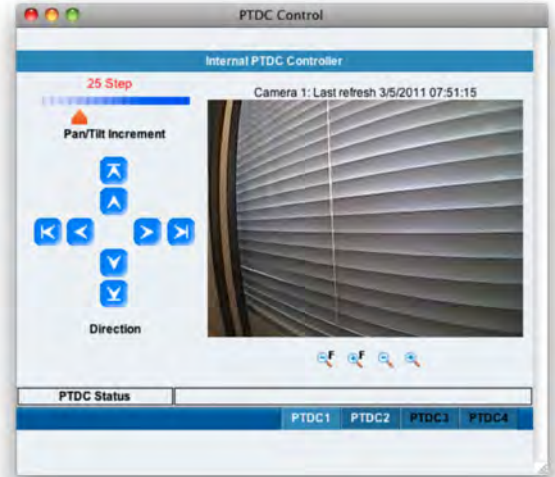 PTDC Control
Internal PTDC Controller
25 Step
Camera 1: Last refresh 3/5/2011 07:51:15
Pan/Tilt Increment
Direction
F F
PTDC Status
PTDC1 PTDC2 PTDC3 PTDC4